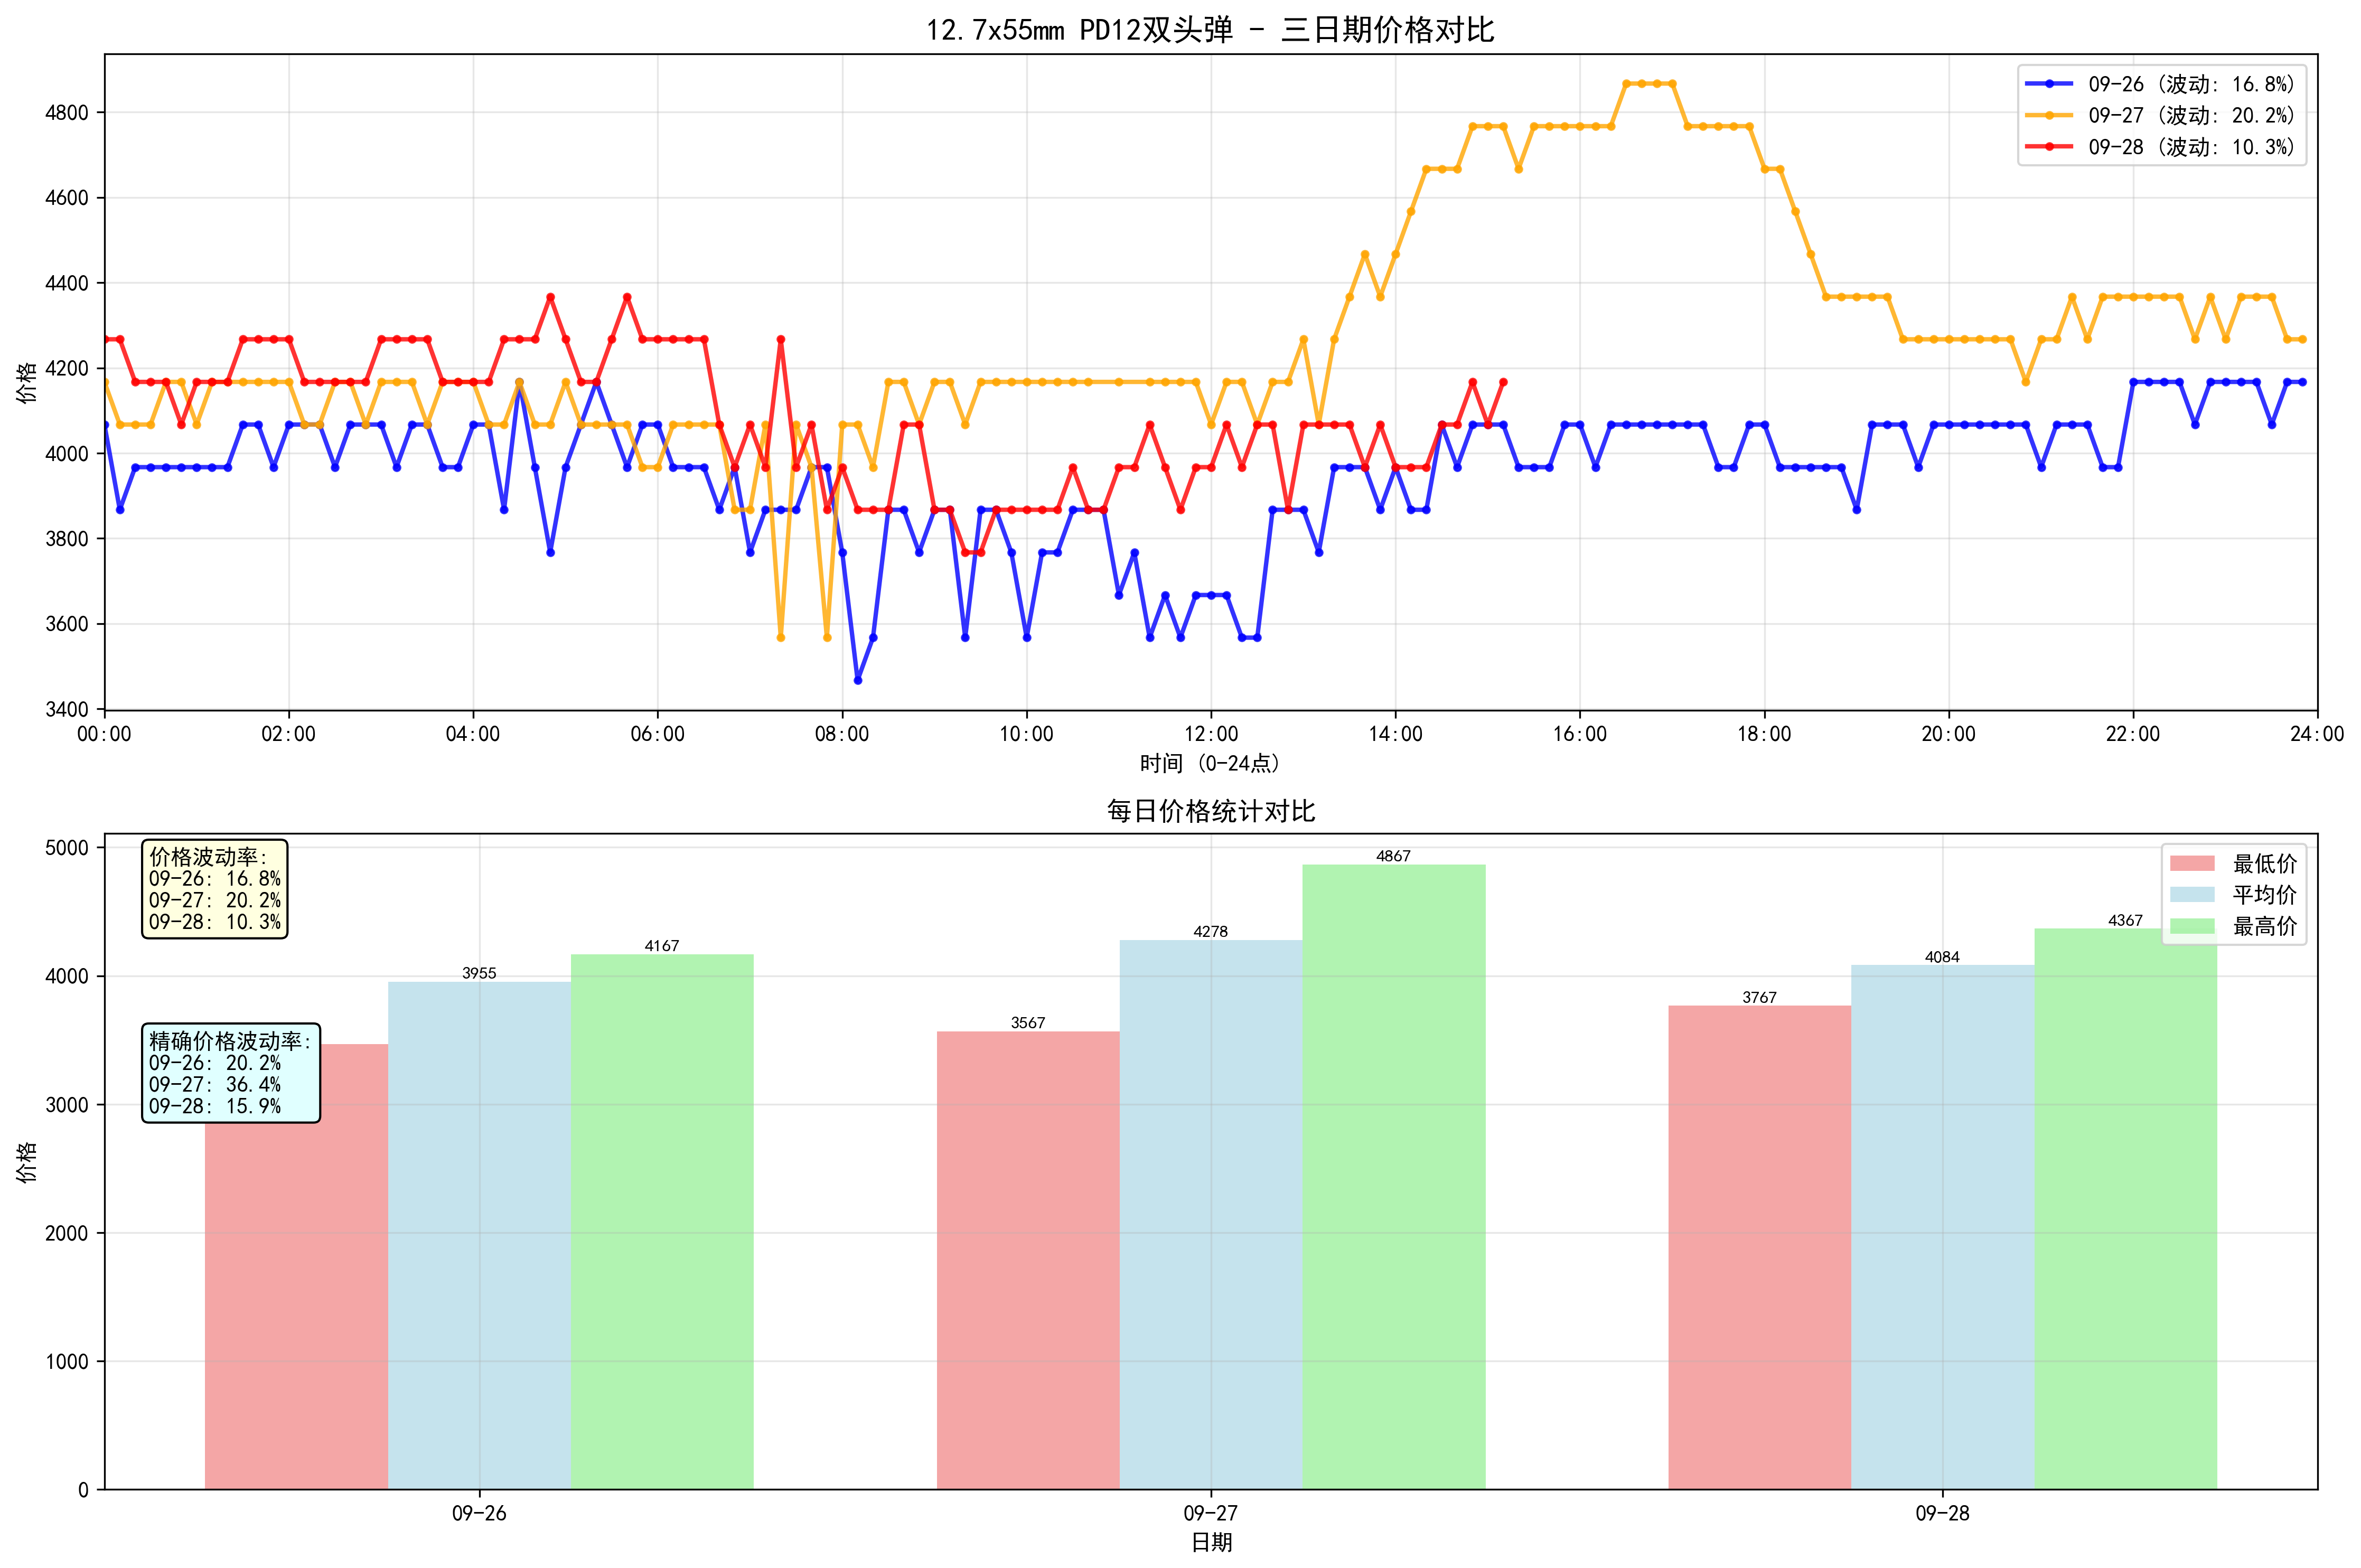 12.7x55mm PD12双头弹 - 三日期价格对比
09-26 (波动: 16.8%)
09-27 (波动: 20.2%)
09-28 (波动: 10.3%)
价格
4800
4600
4400
4200
4000
3800
3600
3400
00:00 02:00 04:00 06:00 08:00 10:00 12:00 14:00 16:00 18:00 20:00 22:00 24:00
时间 (0-24点)
每日价格统计对比
价格波动率:
09-26: 16.8%
09-27: 20.2%
09-28: 10.3%
精确价格波动率:
09-26: 20.2%
09-27: 36.4%
09-28: 15.9%
最低价
平均价
最高价
价格
5000
4000
3000
2000
1000
0
3955 4167
3567 4278 4867
3767 4084 4367
09-26 09-27 09-28
日期